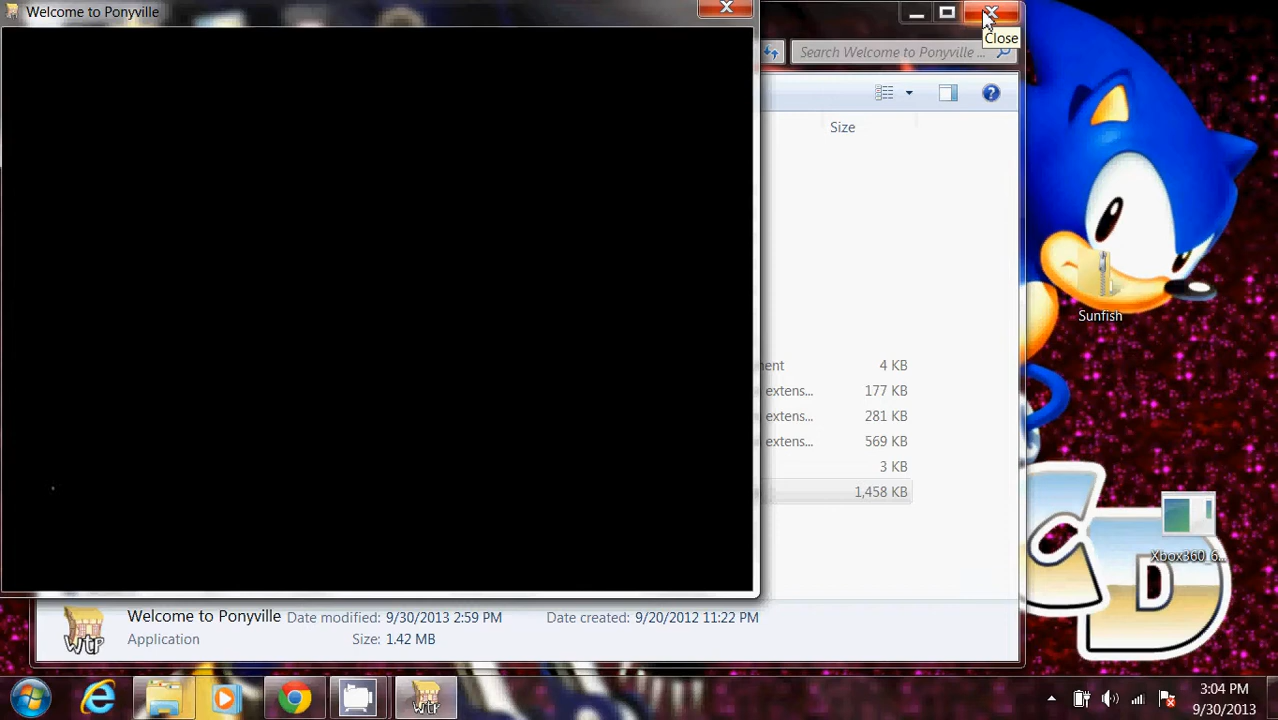 Welcome to Ponyville
Close
Search Welcome to Ponyville ...
Size
ent 4 KB
extens... 177 KB
extens... 281 KB
extens... 569 KB
3 KB
1,458 KB
Sunfish
Xbox360_6...
Welcome to Ponyville Date modified: 9/30/2013 2:59 PM Date created: 9/20/2012 11:22 PM
Application Size: 1.42 MB
WTP
WTP
3:04 PM
9/30/2013